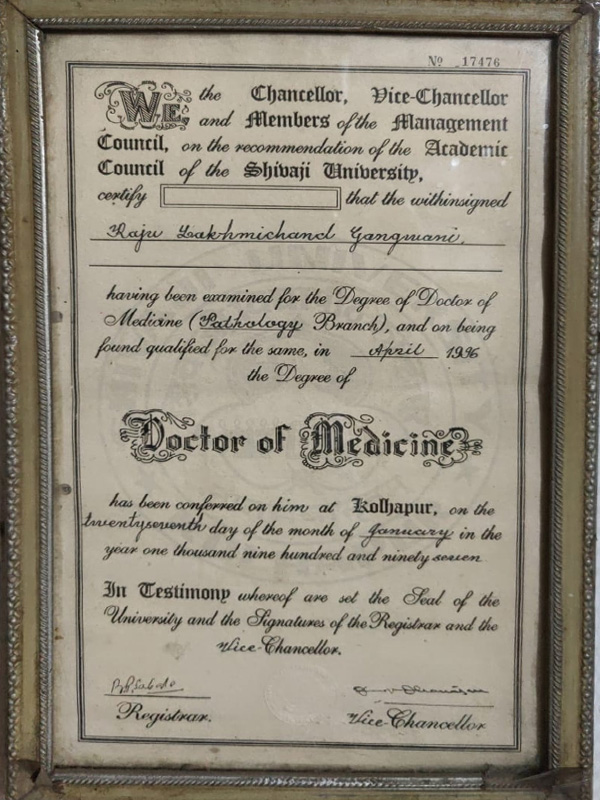 Nº 17476
We, the Chancellor, Vice-Chancellor
and Members of the Management
Council, on the recommendation of the Academic
Council of the Shivaji University,
certify that the withinsigned
Raju Lakhmichand Gangwani.
having been examined for the Degree of Doctor of
Medicine (Pathology Branch), and on being
found qualified for the same, in April 1996
the Degree of
Doctor of Medicine
has been conferred on him at Kolhapur, on the
twentyseventh day of the month of January in the
year one thousand nine hundred and ninety seven
In Testimony whereof are set the Seal of the
University and the Signatures of the Registrar and the
Vice-Chancellor.
Registrar. Vice-Chancellor